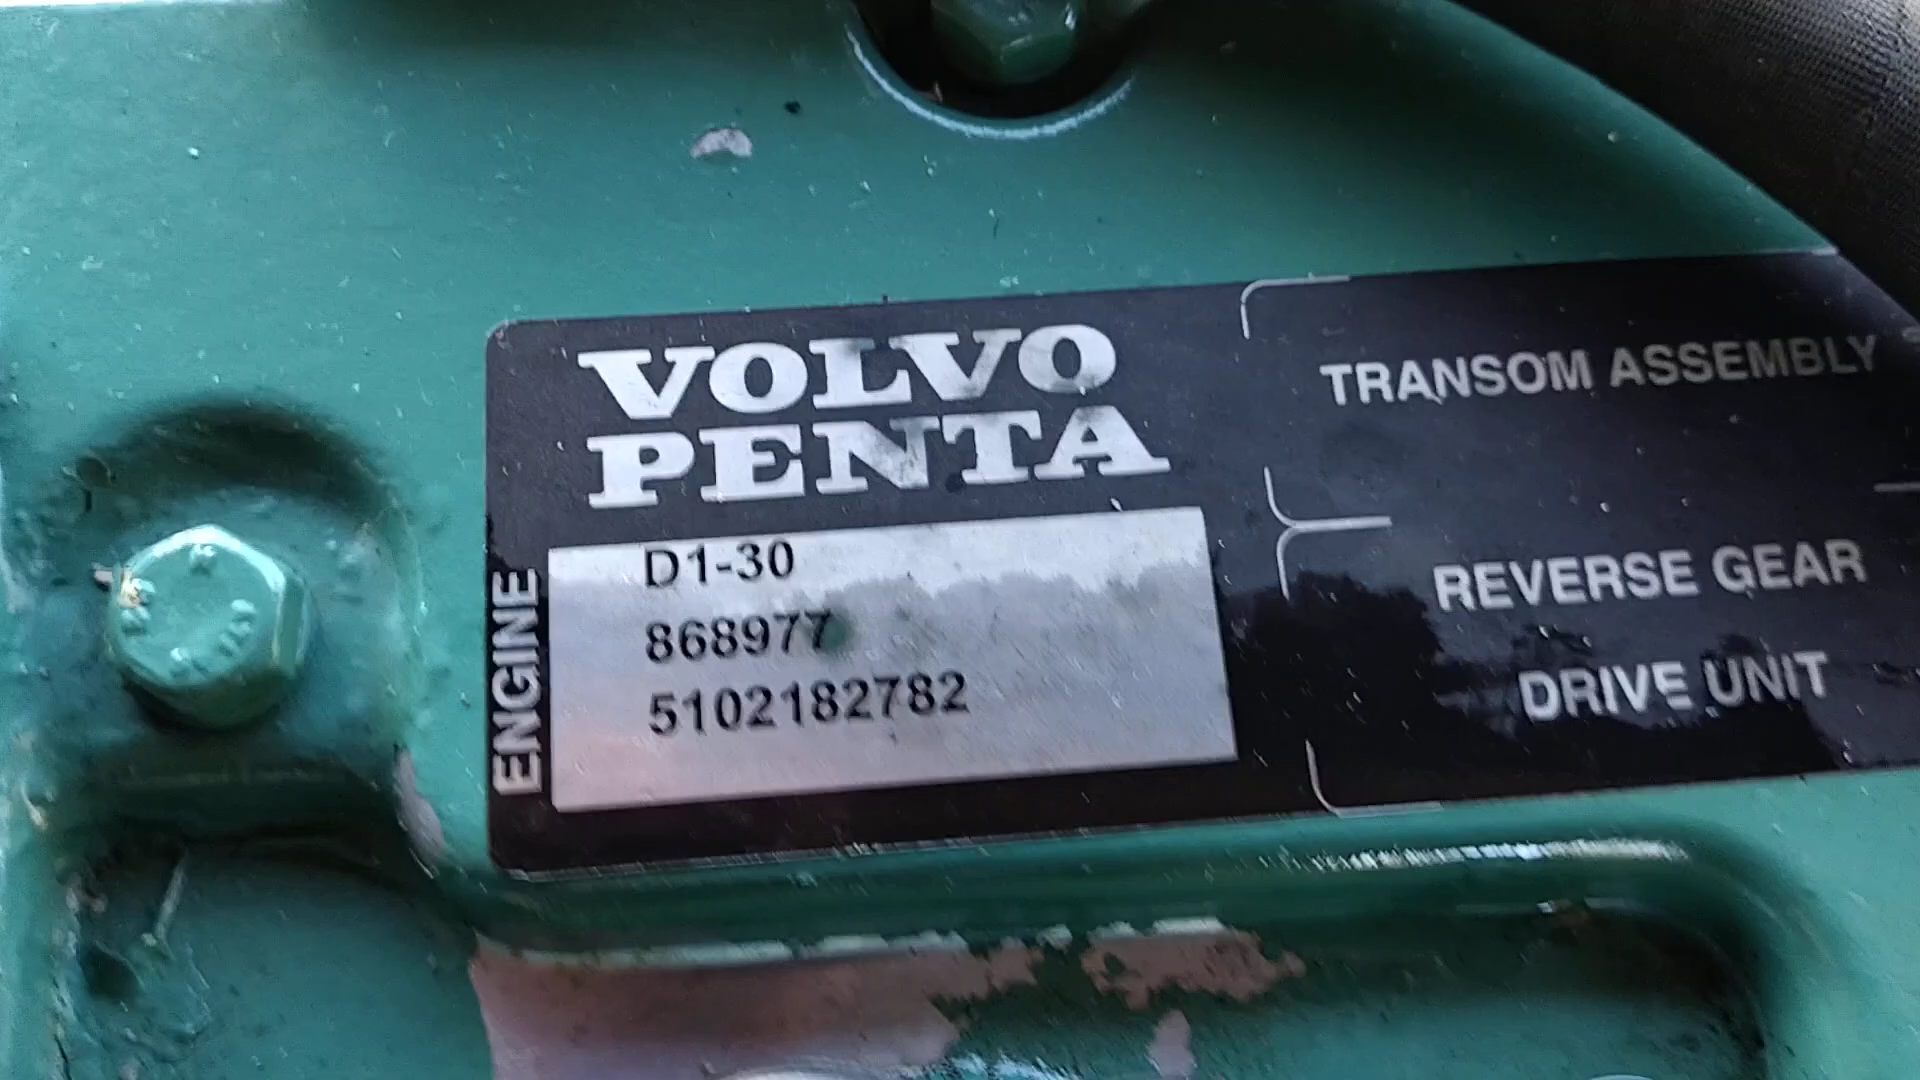 VOLVO
PENTA
ENGINE
D1-30
868977
5102182782
TRANSOM ASSEMBLY
REVERSE GEAR
DRIVE UNIT